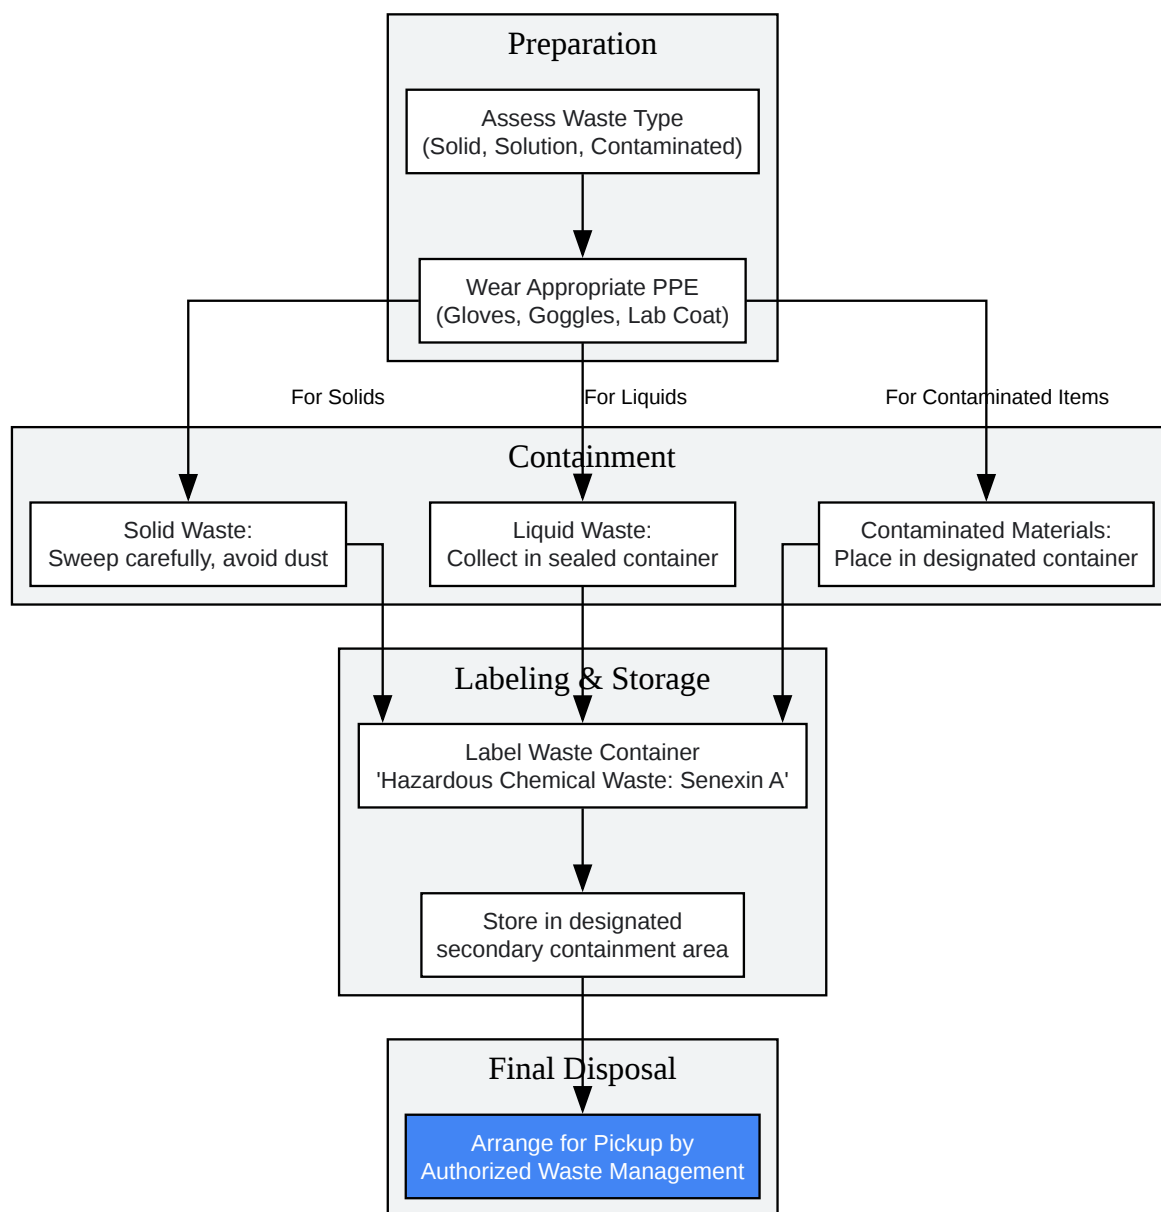 Preparation
Assess Waste Type
(Solid, Solution, Contaminated)
Wear Appropriate PPE
(Gloves, Goggles, Lab Coat)
For Solids
For Liquids
For Contaminated Items
Containment
Solid Waste:
Sweep carefully, avoid dust
Liquid Waste:
Collect in sealed container
Contaminated Materials:
Place in designated container
Labeling & Storage
Label Waste Container
'Hazardous Chemical Waste: Senexin A'
Store in designated
secondary containment area
Final Disposal
Arrange for Pickup by
Authorized Waste Management